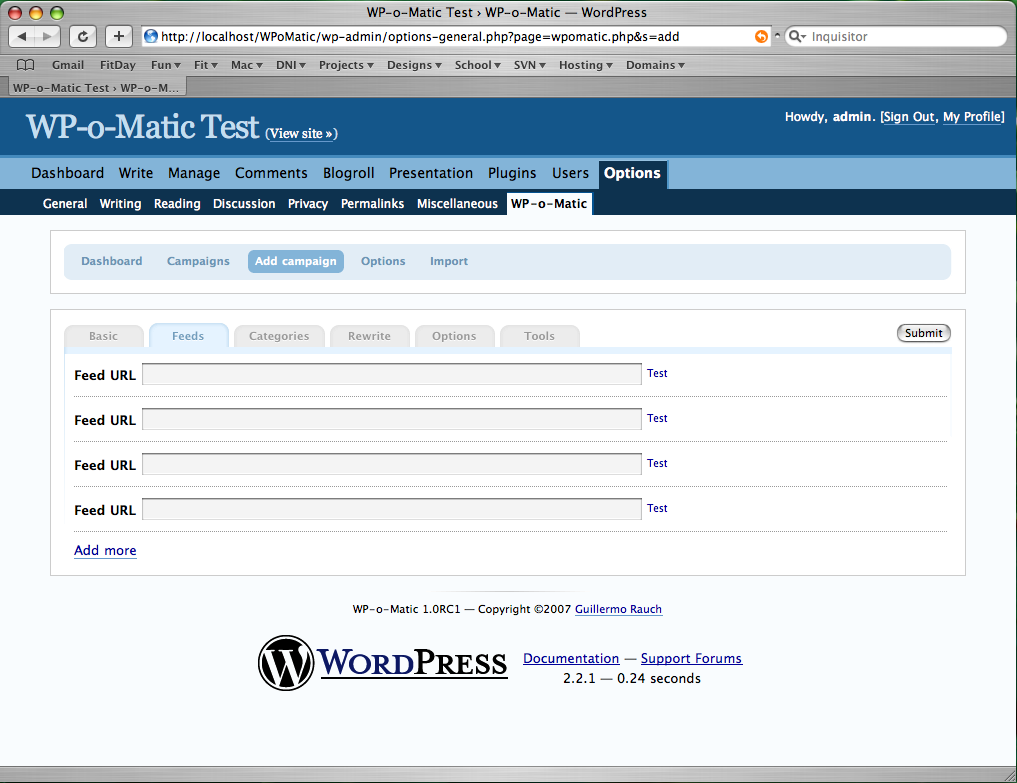 WP-o-Matic Test › WP-o-Matic — WordPress
http://localhost/WPoMatic/wp-admin/options-general.php?page=wpomatic.php&s=add
Inquisitor
Gmail FitDay Fun Fit Mac DNI Projects Designs School SVN Hosting Domains
WP-o-Matic Test › WP-o-M...
WP-o-Matic Test (View site »)
Howdy, admin. [Sign Out, My Profile]
Dashboard Write Manage Comments Blogroll Presentation Plugins Users Options
General Writing Reading Discussion Privacy Permalinks Miscellaneous WP-o-Matic
Dashboard Campaigns Add campaign Options Import
Basic Feeds Categories Rewrite Options Tools Submit
Feed URL Test
Feed URL Test
Feed URL Test
Feed URL Test
Add more
WP-o-Matic 1.0RC1 — Copyright ©2007 Guillermo Rauch
WORDPRESS
Documentation — Support Forums
2.2.1 — 0.24 seconds